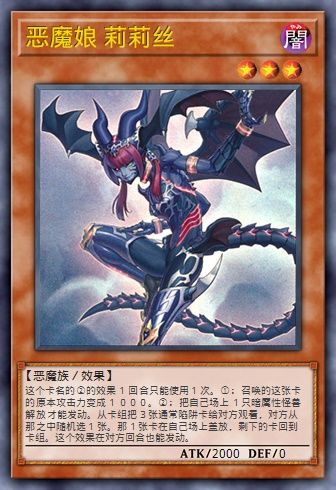 恶魔娘 莉莉丝
闇
[恶魔族／效果]
这个卡名的②的效果１回合只能使用１次。①：召唤的这张卡
的原本攻击力变成１０００。②：把自己场上１只暗属性怪兽
解放才能发动。从卡组把３张通常陷阱卡给对方观看，对方从
那之中随机选１张。那１张卡在自己场上盖放，剩下的卡回到
卡组。这个效果在对方回合也能发动。
ATK/2000 DEF/0